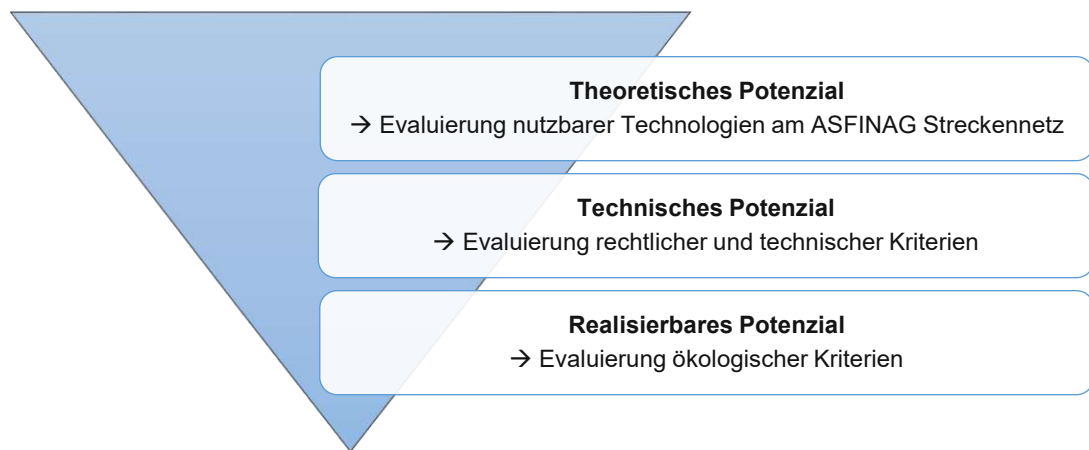 Theoretisches Potenzial
→ Evaluierung nutzbarer Technologien am ASFINAG Streckennetz
Technisches Potenzial
→ Evaluierung rechtlicher und technischer Kriterien
Realisierbares Potenzial
→ Evaluierung ökologischer Kriterien